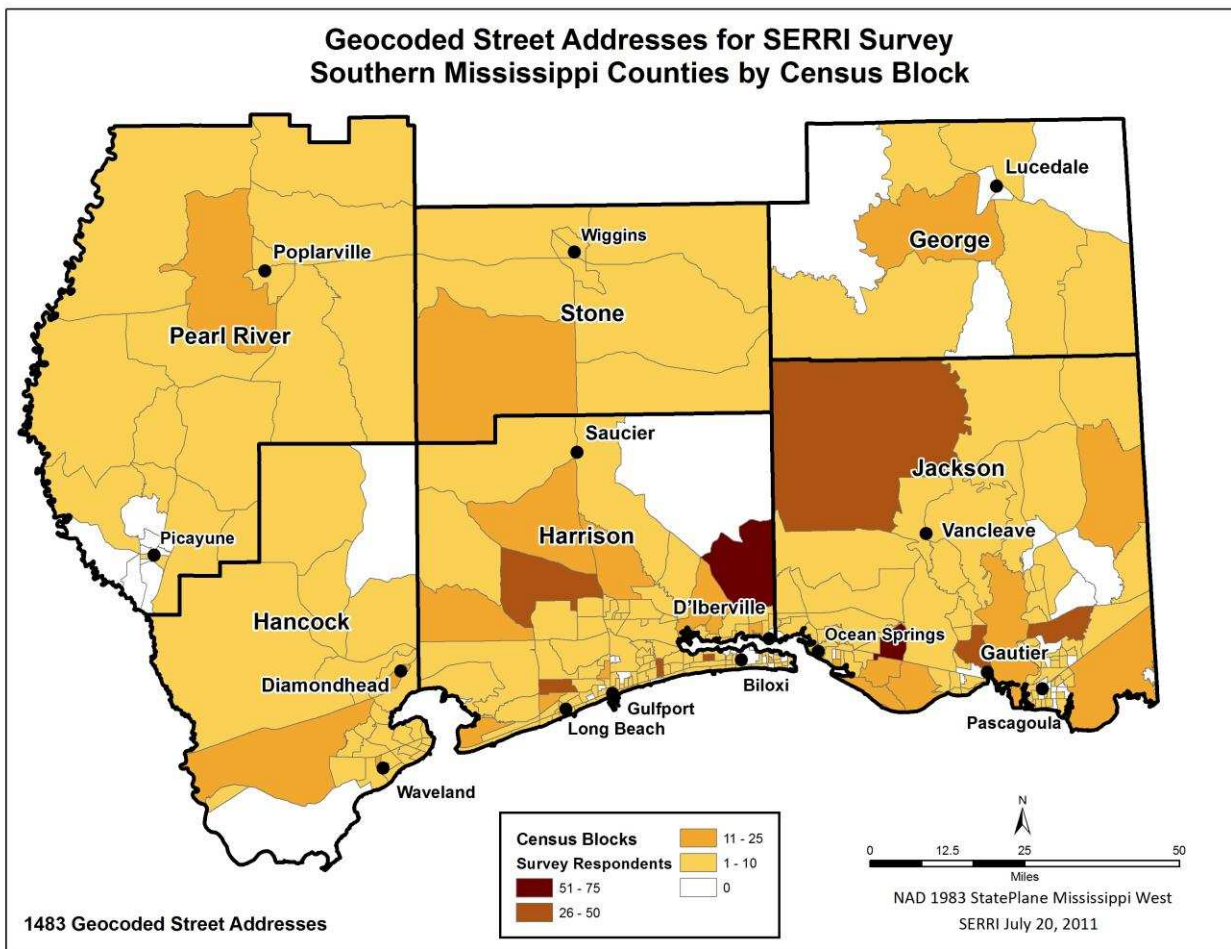 Geocoded Street Addresses for SERRI Survey
Southern Mississippi Counties by Census Block
Lucedale
George
Wiggins
Poplarville
Stone
Pearl River
Saucier
Jackson
Vancleave
Harrison
Picayune
D'Iberville
Hancock
Ocean Springs
Gautier
Diamondhead
Biloxi
Gulfport
Long Beach
Pascagoula
Waveland
Census Blocks
Survey Respondents
51 - 75
26 - 50
11 - 25
1 - 10
0
N
0 12.5 25 50
Miles
NAD 1983 StatePlane Mississippi West
SERRI July 20, 2011
1483 Geocoded Street Addresses